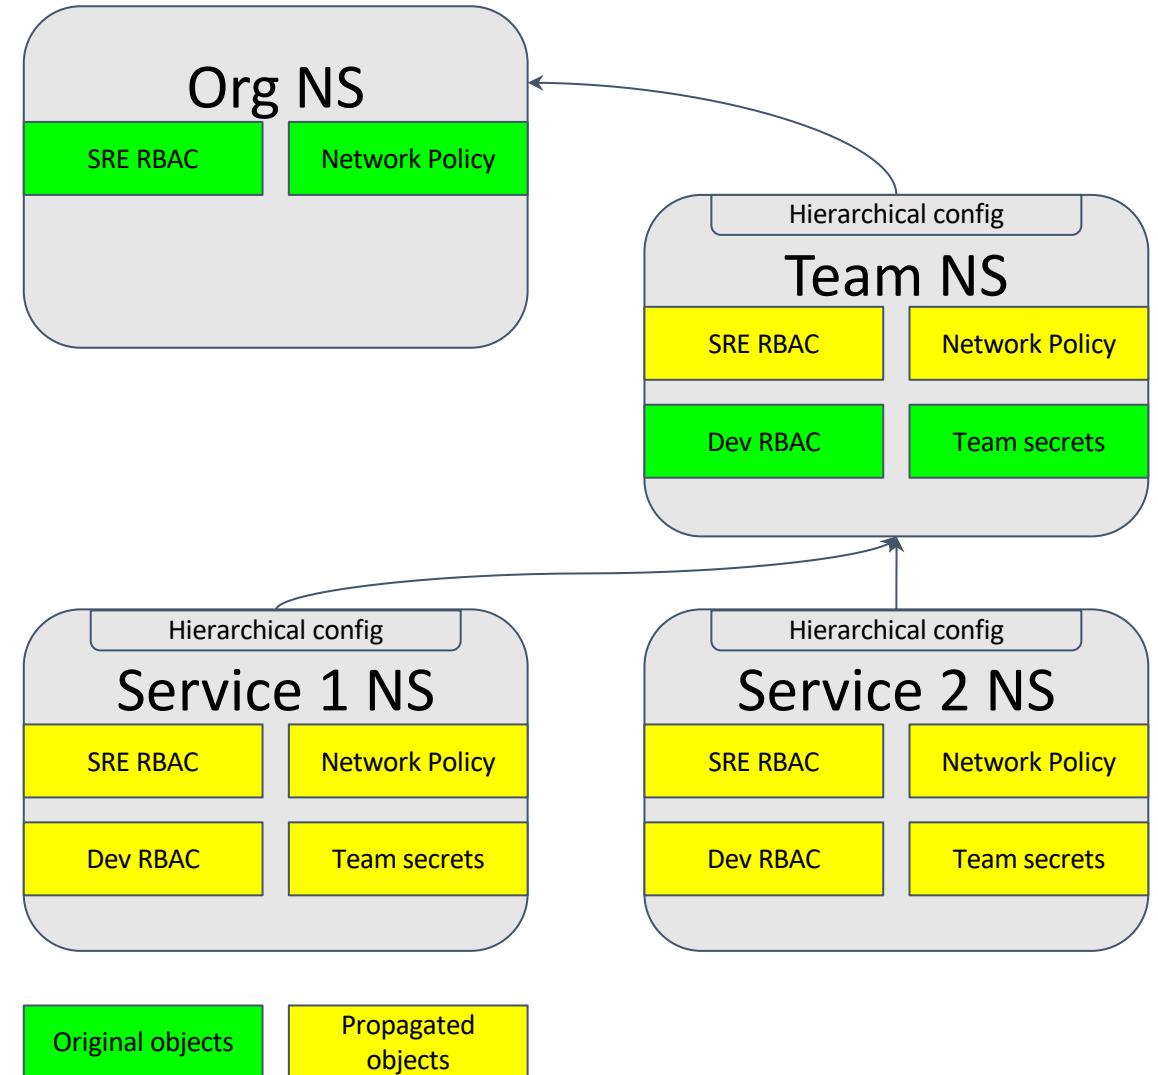 Org NS
SRE RBAC
Network Policy
Hierarchical config
Team NS
SRE RBAC
Network Policy
Dev RBAC
Team secrets
Hierarchical config
Service 1 NS
SRE RBAC
Network Policy
Dev RBAC
Team secrets
Hierarchical config
Service 2 NS
SRE RBAC
Network Policy
Dev RBAC
Team secrets
Original objects
Propagated
objects